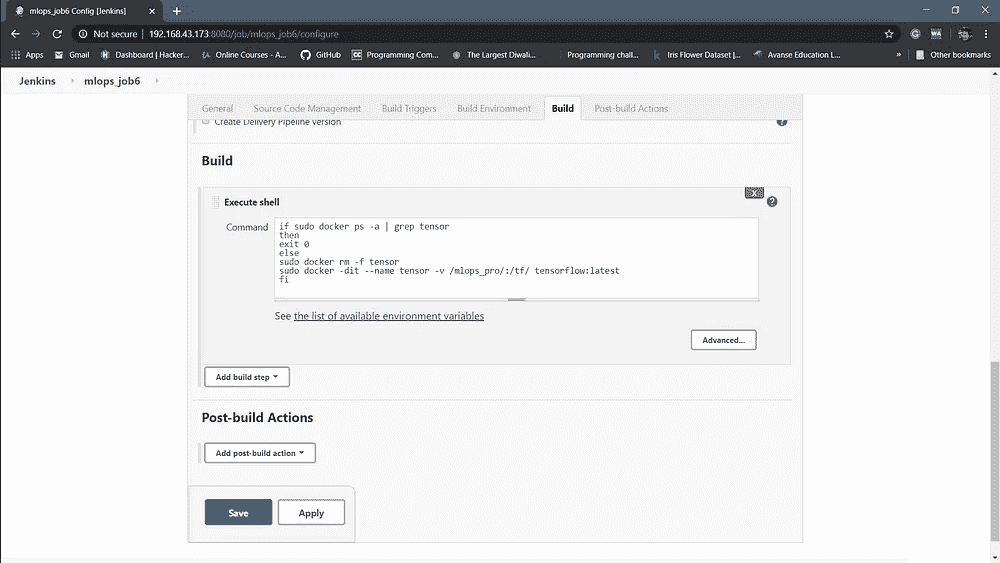 mlops_job6 Config [Jenkins]
Not secure | 192.168.43.173:8080/job/mlops_job6/configure
Apps Gmail Dashboard | Hacker... Online Courses - A... GitHub Programming Com... The Largest Diwali... Programming chall... Iris Flower Dataset |... Avanse Education L... » Other bookmarks
Jenkins mlops_job6
General Source Code Management Build Triggers Build Environment Build Post-build Actions
Create Delivery Pipeline version
Build
X
Execute shell
Command
if sudo docker ps -a | grep tensor
then
exit 0
else
sudo docker rm -f tensor
sudo docker -dit --name tensor -v /mlops_pro/:/tf/ tensorflow:latest
fi
See the list of available environment variables
Advanced...
Add build step
Post-build Actions
Add post-build action
Save Apply